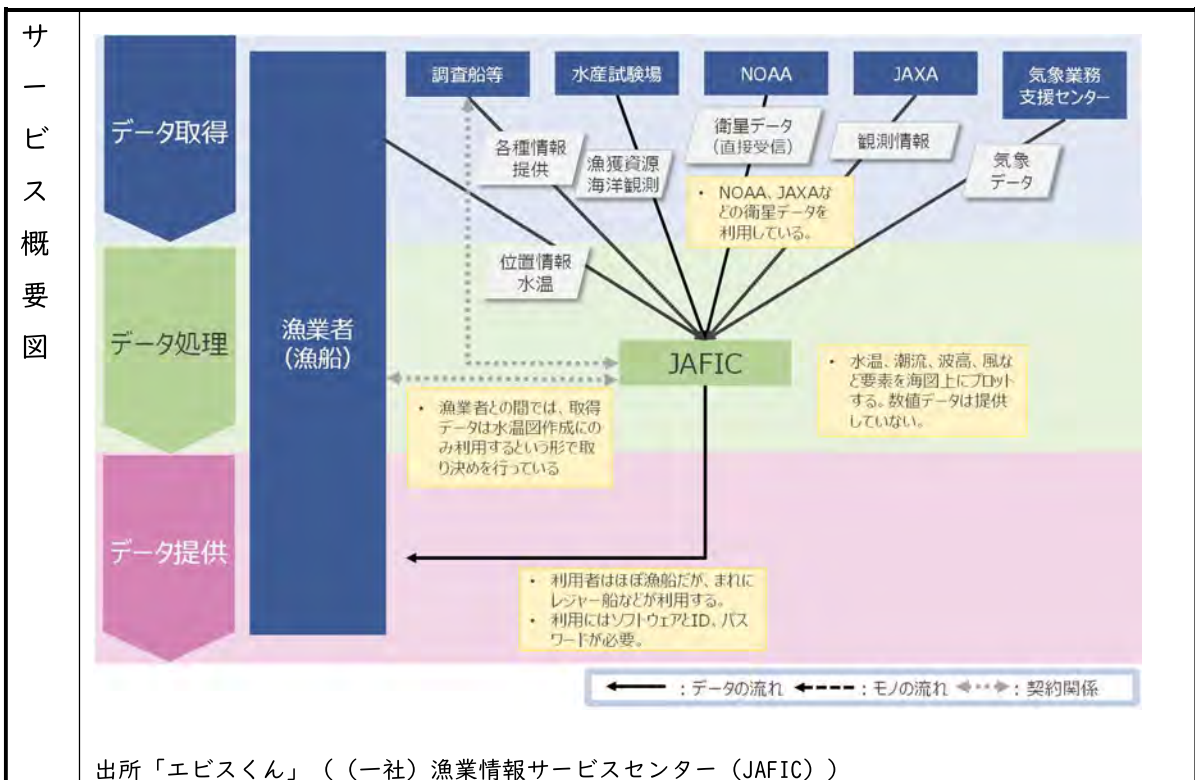 サービス概要図
調査船等
水産試験場
NOAA
JAXA
気象業務
支援センター
データ取得
各種情報
提供
漁獲資源
海洋観測
衛星データ
(直接受信)
観測情報
気象
データ
・ NOAA、JAXAな
どの衛星データを
利用している。
位置情報
水温
データ処理
漁業者
(漁船)
JAFIC
・ 水温、潮流、波高、風な
ど要素を海図上にプロット
する。数値データは提供
していない。
・ 漁業者との間では、取得
データは水温図作成にの
み利用するという形で取
り決めを行っている
データ提供
・ 利用者はほぼ漁船だが、まれに
レジャー船などが利用する。
・ 利用にはソフトウェアとID、パス
ワードが必要。
:データの流れ :モノの流れ :契約関係
出所「エビスくん」((一社)漁業情報サービスセンター(JAFIC))